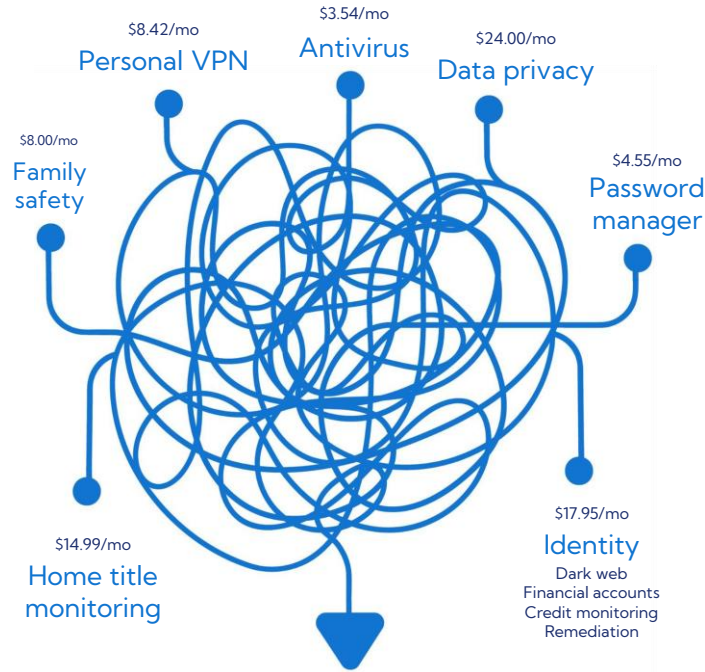 $3.54/mo
Antivirus
$8.42/mo
Personal VPN
$24.00/mo
Data privacy
$8.00/mo
Family
safety
$4.55/mo
Password
manager
$14.99/mo
Home title
monitoring
$17.95/mo
Identity
Dark web
Financial accounts
Credit monitoring
Remediation